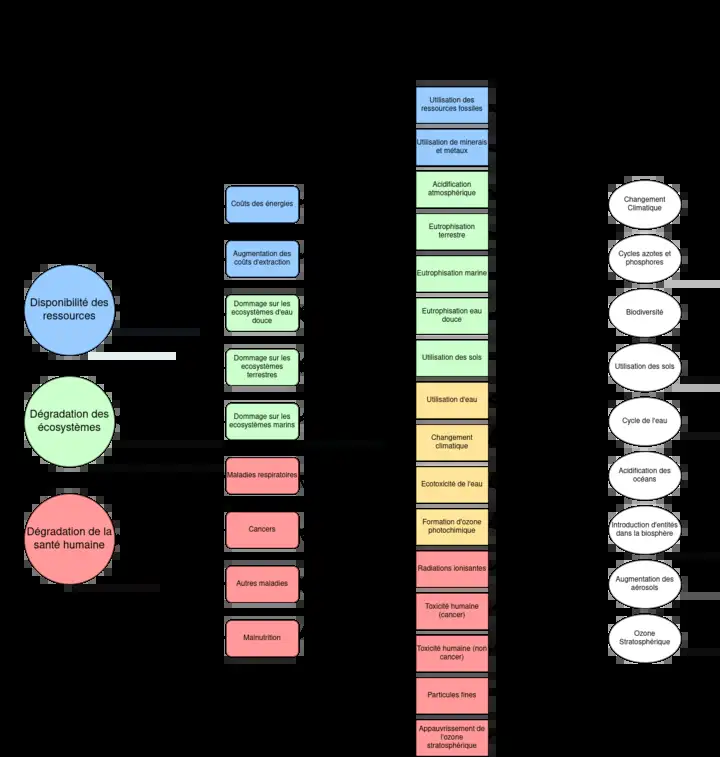 Disponibilité des
ressources
Dégradation des
écosystèmes
Dégradation de la
santé humaine
Coûts des énergies
Augmentation des
coûts d'extraction
Dommage sur les
ecosystèmes d'eau
douce
Dommage sur les
ecosystèmes
terrestres
Dommage sur les
ecosystèmes marins
Maladies respiratoires
Cancers
Autres maladies
Malnutrition
Utilisation des
ressources fossiles
Utilisation de minerais
et métaux
Acidification
atmosphérique
Eutrophisation
terrestre
Eutrophisation marine
Eutrophisation eau
douce
Utilisation des sols
Utilisation d'eau
Changement
climatique
Ecotoxicité de l'eau
Formation d'ozone
photochimique
Radiations ionisantes
Toxicité humaine
(cancer)
Toxicité humaine (non
cancer)
Particules fines
Appauvrissement de
l'ozone
stratosphérique
Changement
Climatique
Cycles azotes et
phosphores
Biodiversité
Utilisation des sols
Cycle de l'eau
Acidification des
océans
Introduction d'entités
dans la biosphère
Augmentation des
aérosols
Ozone
Stratosphérique